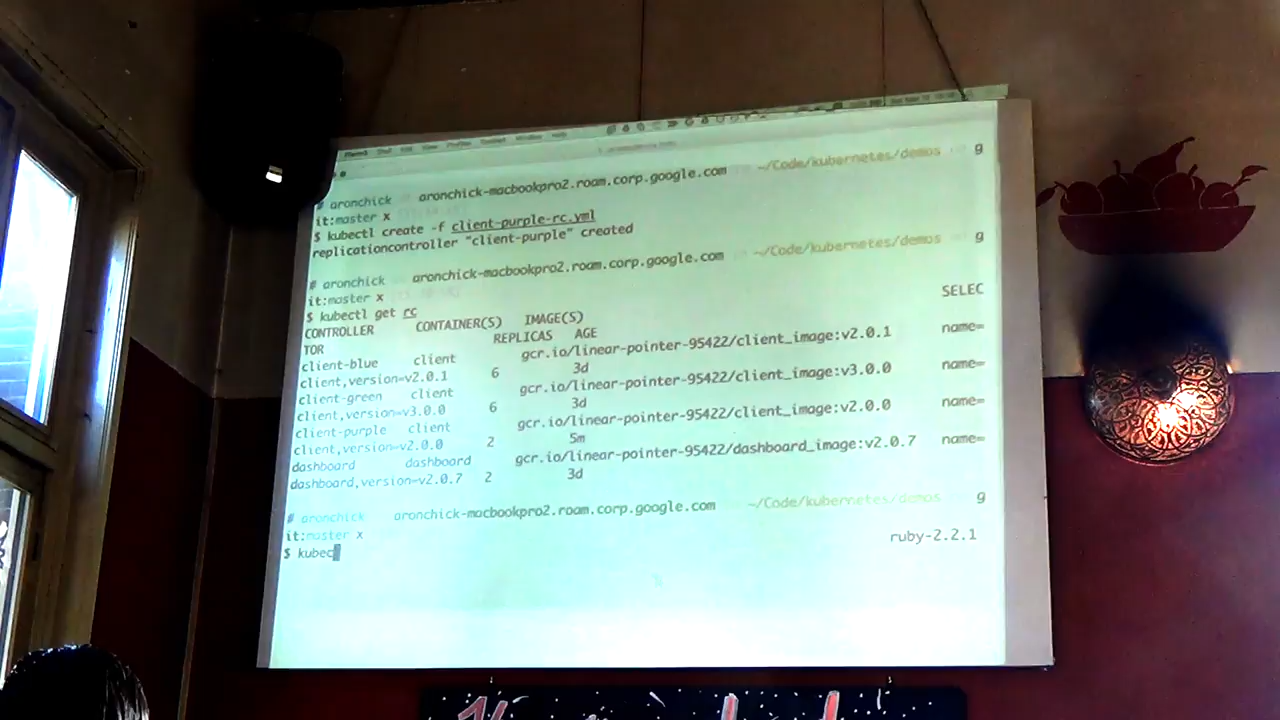 # aronchick aronchick-macbookpro2.roam.corp.google.com ~/Code/kubernetes/demos g
it:master x
$ kubectl create -f client-purple-rc.yml
replicationcontroller "client-purple" created
# aronchick aronchick-macbookpro2.roam.corp.google.com ~/Code/kubernetes/demos g
it:master x
$ kubectl get rc
CONTROLLER CONTAINER(S) IMAGE(S) SELEC
TOR REPLICAS AGE
client-blue client gcr.io/linear-pointer-95422/client_image:v2.0.1 name=
client,version=v2.0.1 6 3d
client-green client gcr.io/linear-pointer-95422/client_image:v3.0.0 name=
client,version=v3.0.0 6 3d
client-purple client gcr.io/linear-pointer-95422/client_image:v2.0.0 name=
client,version=v2.0.0 2 5m
dashboard dashboard gcr.io/linear-pointer-95422/dashboard_image:v2.0.7 name=
dashboard,version=v2.0.7 2 3d
# aronchick aronchick-macbookpro2.roam.corp.google.com ~/Code/kubernetes/demos g
it:master x ruby-2.2.1
$ kubec